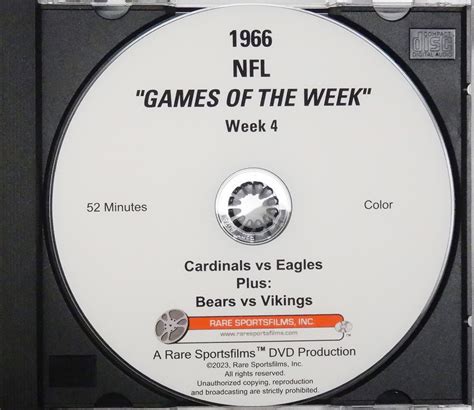 1966
NFL
"GAMES OF THE WEEK"
Week 4
COMPACT
disc
DIGITAL AUDIO
52 Minutes
Color
Cardinals vs Eagles
Plus:
Bears vs Vikings
RARE SPORTSFILMS, INC.
www.raresportsfilms.com
A Rare Sportsfilms™ DVD Production
©2023, Rare Sportsfilms, Inc.
All rights reserved.
Unauthorized copying, reproduction
and broadcasting are strictly prohibited.